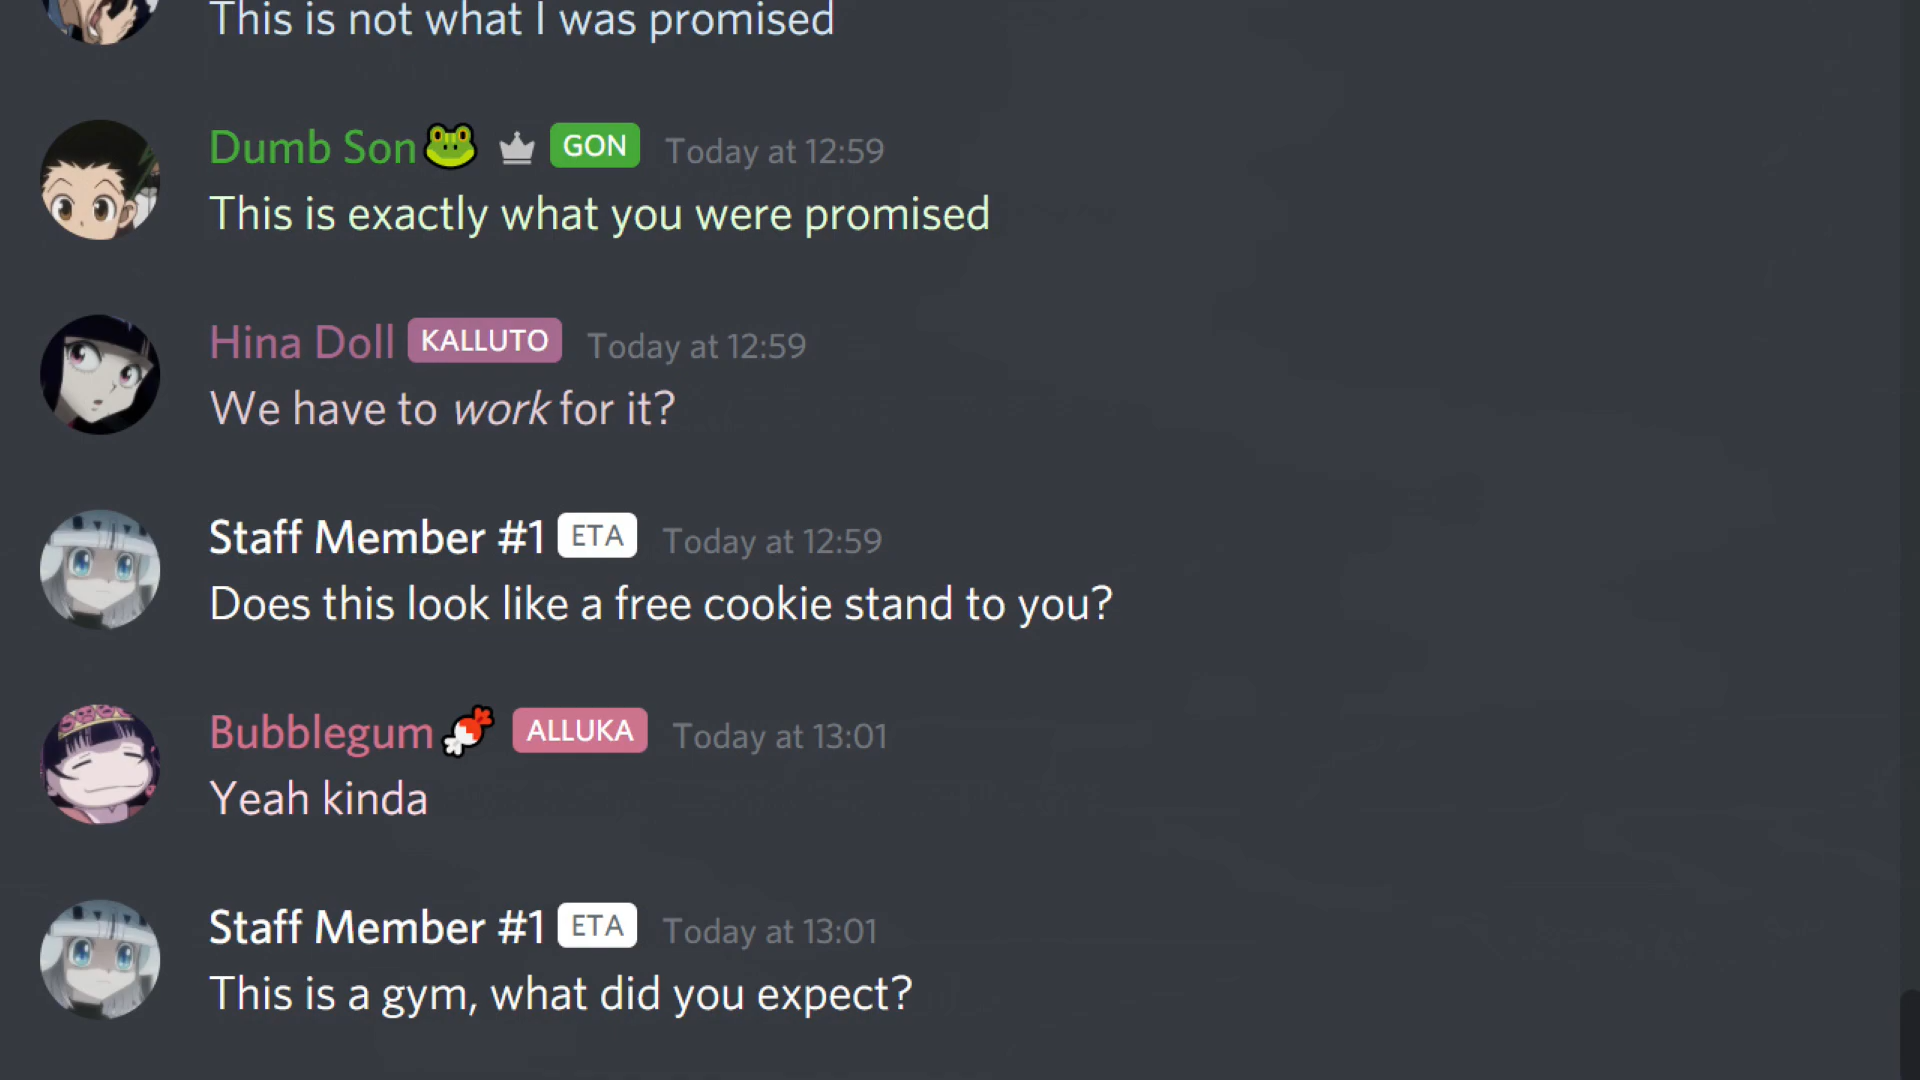 This is not what I was promised
Dumb Son🐸 GON Today at 12:59
This is exactly what you were promised
Hina Doll KALLUTO Today at 12:59
We have to work for it?
Staff Member #1 ETA Today at 12:59
Does this look like a free cookie stand to you?
Bubblegum🍬 ALLUKA Today at 13:01
Yeah kinda
Staff Member #1 ETA Today at 13:01
This is a gym, what did you expect?